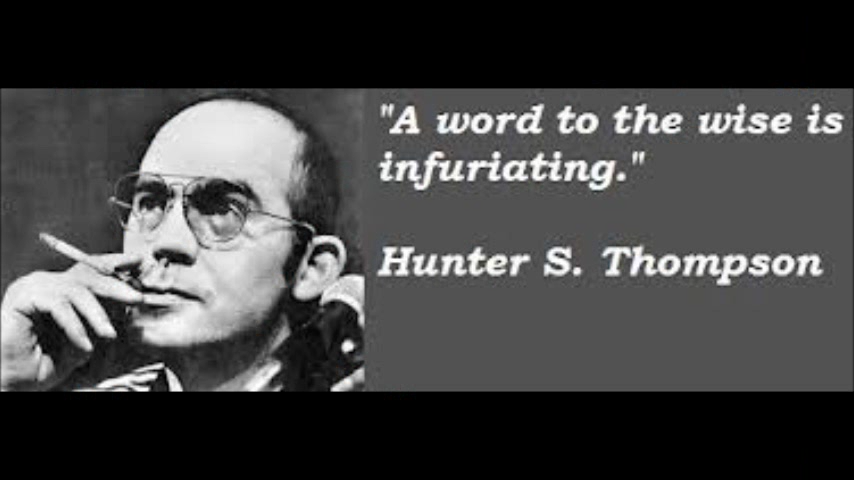 "A word to the wise is
infuriating."
Hunter S. Thompson